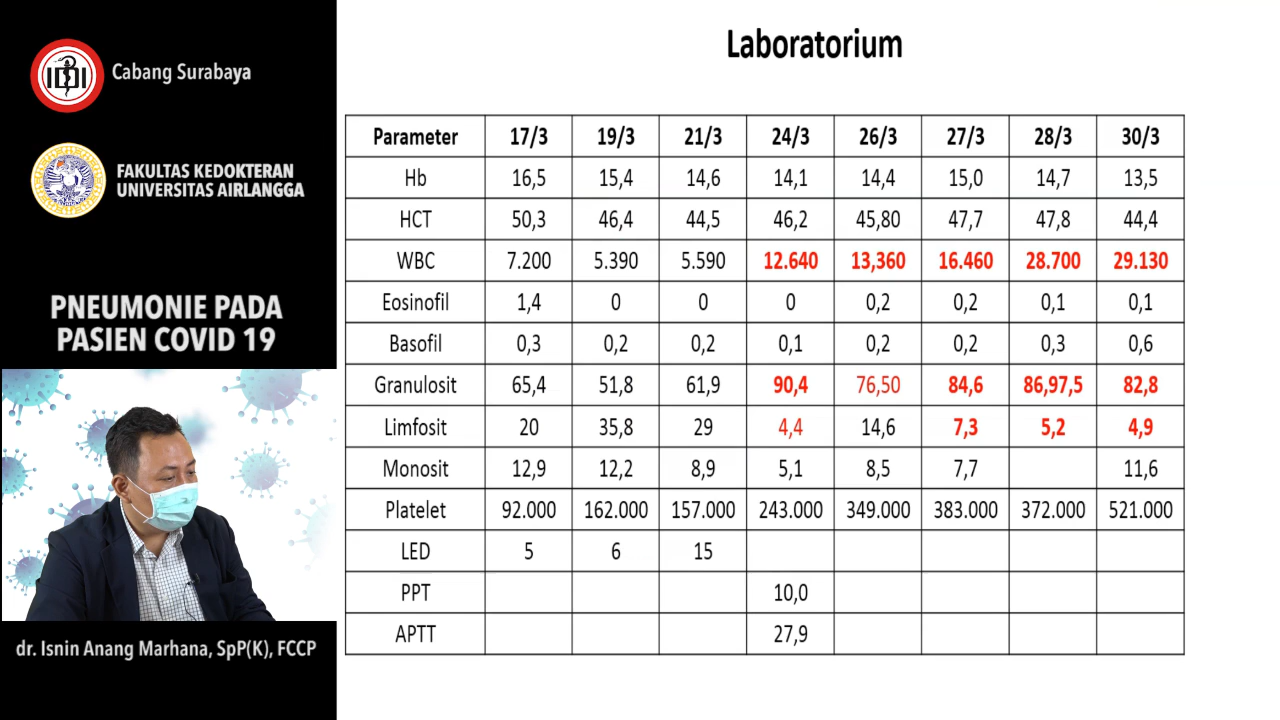 IDI
Cabang Surabaya
FAKULTAS KEDOKTERAN
UNIVERSITAS AIRLANGGA
PNEUMONIE PADA
PASIEN COVID 19
dr. Isnin Anang Marhana, SpP(K), FCCP
Laboratorium
Parameter 17/3 19/3 21/3 24/3 26/3 27/3 28/3 30/3
Hb 16,5 15,4 14,6 14,1 14,4 15,0 14,7 13,5
HCT 50,3 46,4 44,5 46,2 45,80 47,7 47,8 44,4
WBC 7.200 5.390 5.590 12.640 13,360 16.460 28.700 29.130
Eosinofil 1,4 0 0 0 0,2 0,2 0,1 0,1
Basofil 0,3 0,2 0,2 0,1 0,2 0,2 0,3 0,6
Granulosit 65,4 51,8 61,9 90,4 76,50 84,6 86,97,5 82,8
Limfosit 20 35,8 29 4,4 14,6 7,3 5,2 4,9
Monosit 12,9 12,2 8,9 5,1 8,5 7,7 11,6
Platelet 92.000 162.000 157.000 243.000 349.000 383.000 372.000 521.000
LED 5 6 15
PPT 10,0
APTT 27,9